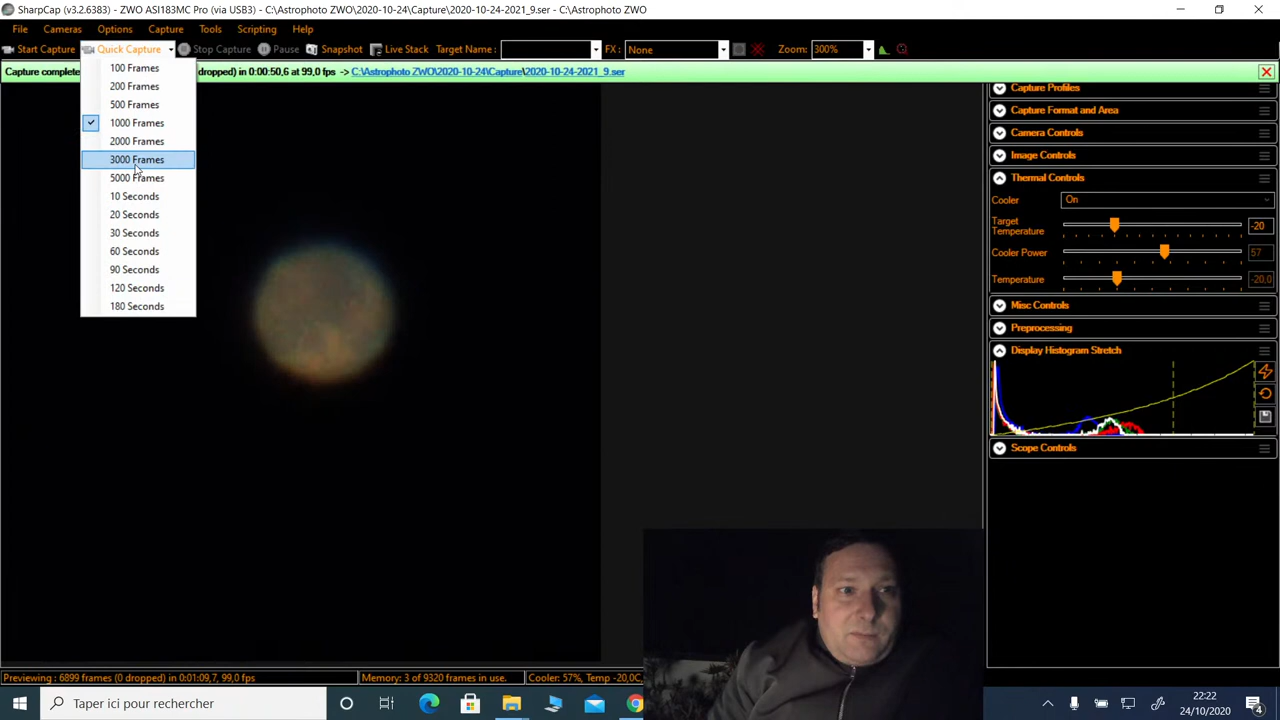 SharpCap (v3.2.6383) - ZWO ASI183MC Pro (via USB3) - C:\Astrophoto ZWO\2020-10-24\Capture\2020-10-24-2021_9.ser - C:\Astrophoto ZWO
File Cameras Options Capture Tools Scripting Help
Start Capture Quick Capture Stop Capture Pause Snapshot Live Stack Target Name : FX : None Zoom: 300%
Capture complete dropped) in 0:00:50,6 at 99,0 fps -> C:\Astrophoto ZWO\2020-10-24\Capture\2020-10-24-2021_9.ser
100 Frames
200 Frames
500 Frames
1000 Frames
2000 Frames
3000 Frames
5000 Frames
10 Seconds
20 Seconds
30 Seconds
60 Seconds
90 Seconds
120 Seconds
180 Seconds
Capture Profiles
Capture Format and Area
Camera Controls
Image Controls
Thermal Controls
Cooler On
Target Temperature -20
Cooler Power 57
Temperature -20,0
Misc Controls
Preprocessing
Display Histogram Stretch
Scope Controls
Previewing : 6899 frames (0 dropped) in 0:01:09,7, 99,0 fps Memory: 3 of 9320 frames in use. Cooler: 57%, Temp -20,0C,
Taper ici pour rechercher
22:22
24/10/2020
4